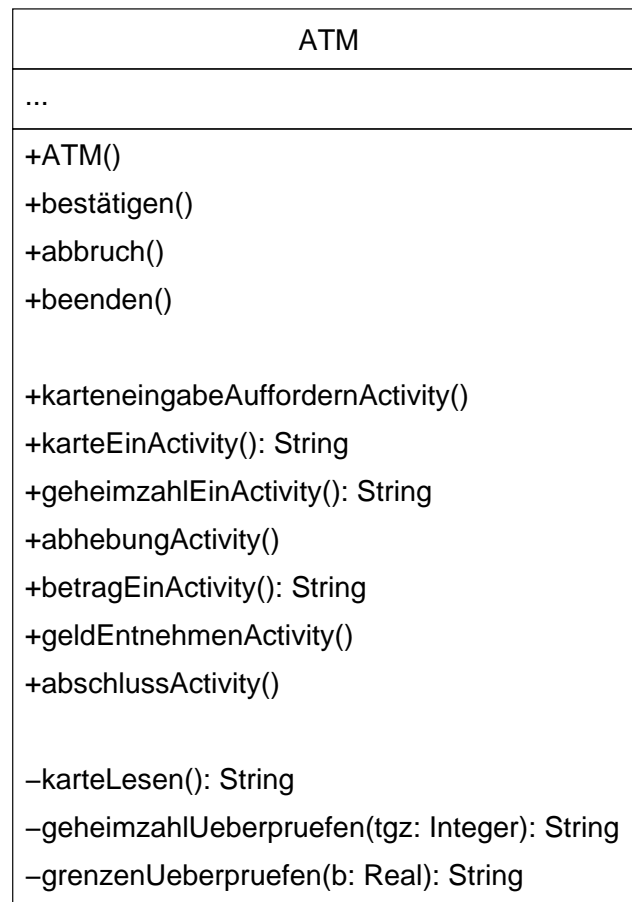 ATM
...
+ATM()
+bestätigen()
+abbruch()
+beenden()
+karteneingabeAuffordernActivity()
+karteEinActivity(): String
+geheimzahlEinActivity(): String
+abhebungActivity()
+betragEinActivity(): String
+geldEntnehmenActivity()
+abschlussActivity()
−karteLesen(): String
−geheimzahlUeberpruefen(tgz: Integer): String
−grenzenUeberpruefen(b: Real): String